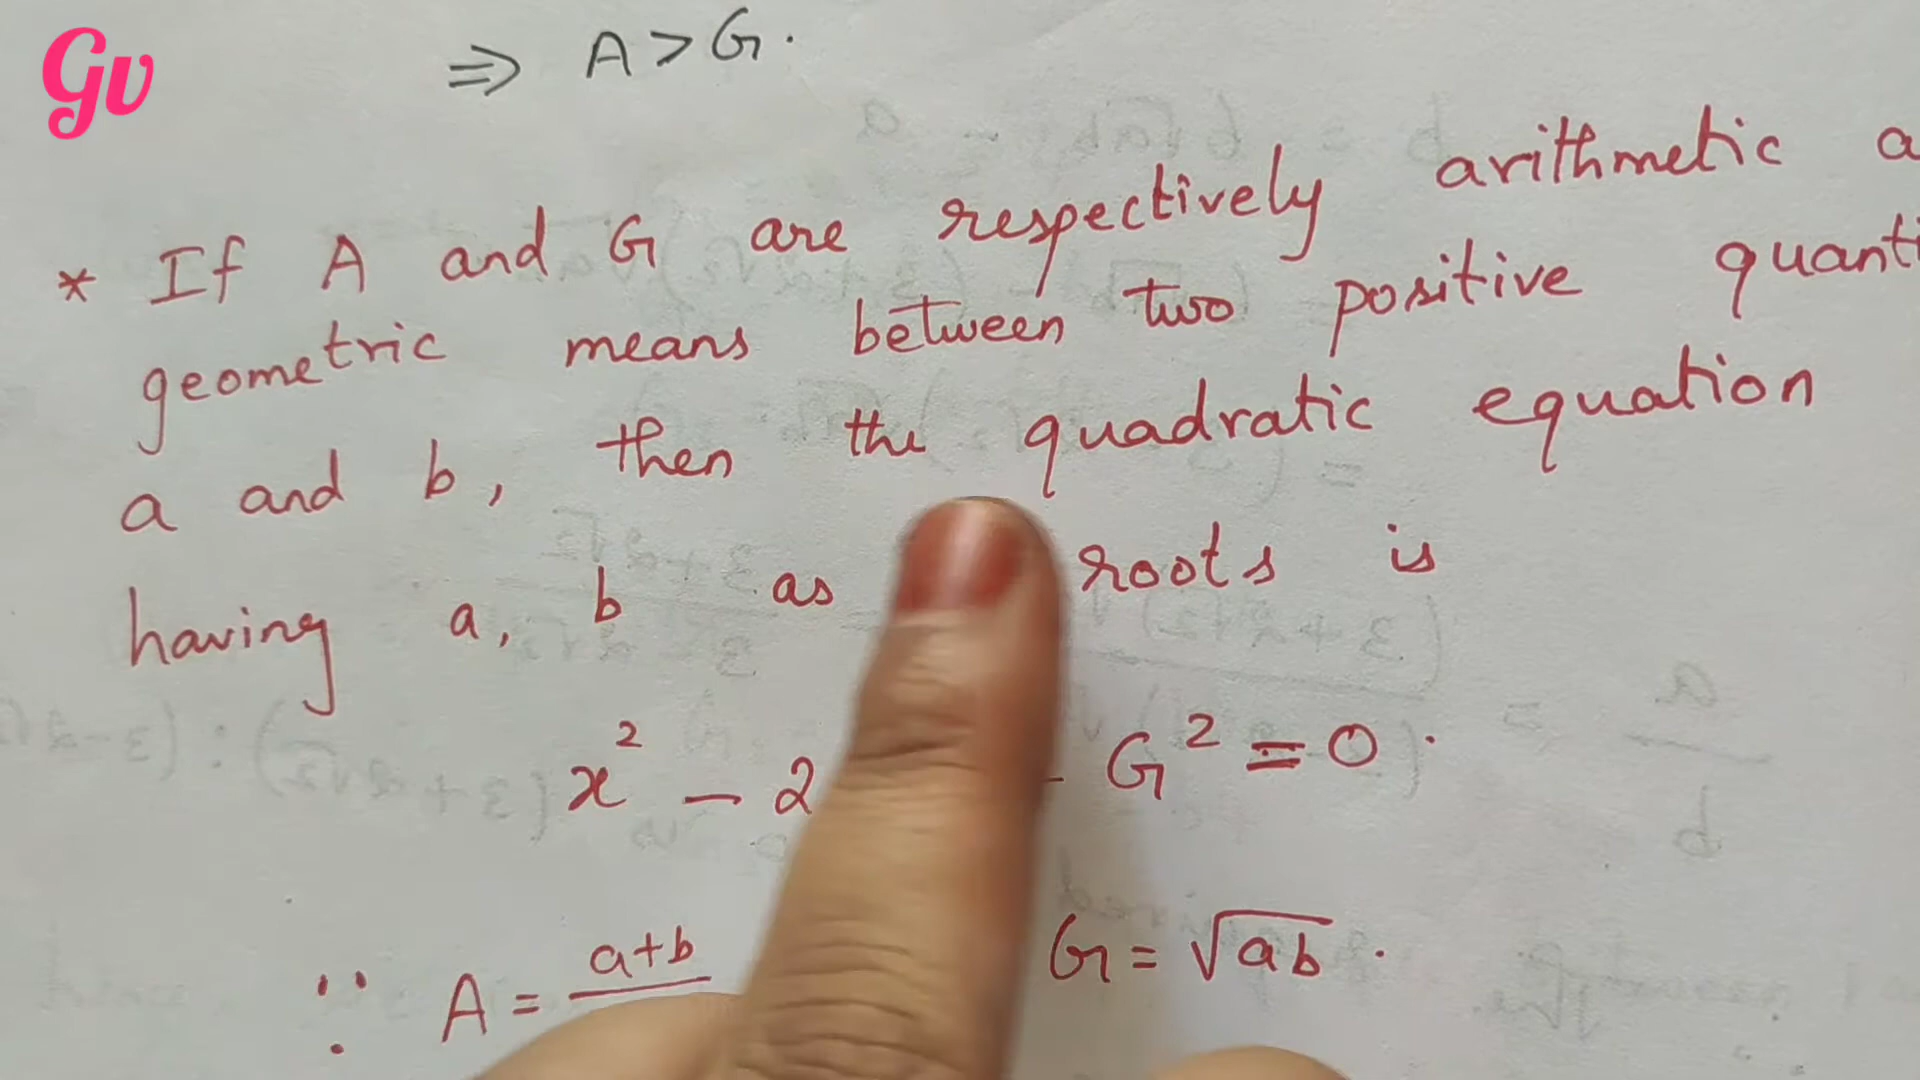 Gv
⇒ A > G.
* If A and G are respectively arithmetic a
geometric means between two positive quanti
a and b, then the quadratic equation
having a, b as roots is
x² - 2 - G² = 0.
∵ A = a+b G = √ab.